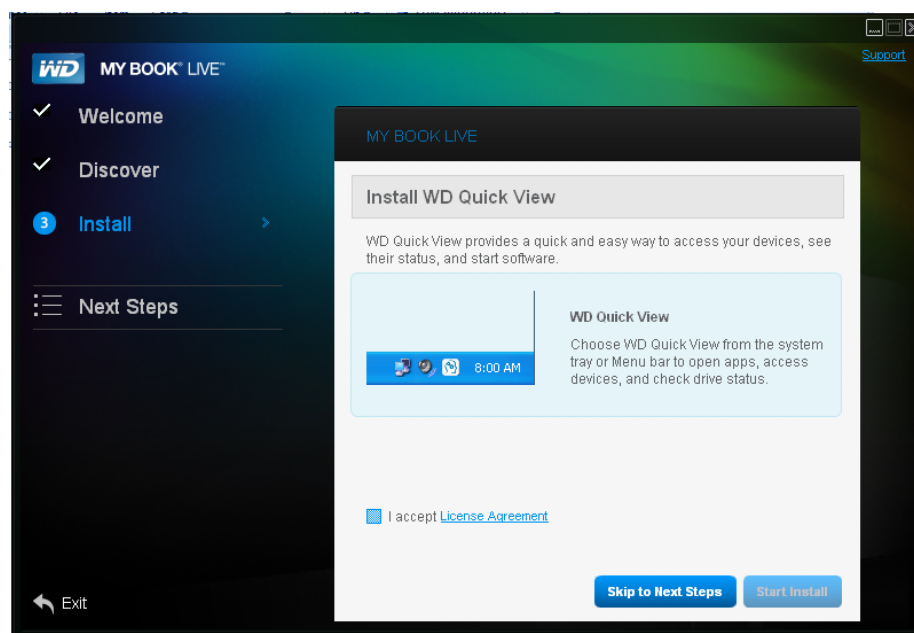 Support
WD MY BOOK® LIVE™
Welcome
Discover
3 Install
Next Steps
Exit
MY BOOK LIVE
Install WD Quick View
WD Quick View provides a quick and easy way to access your devices, see
their status, and start software.
8:00 AM
WD Quick View
Choose WD Quick View from the system
tray or Menu bar to open apps, access
devices, and check drive status.
I accept License Agreement
Skip to Next Steps
Start Install